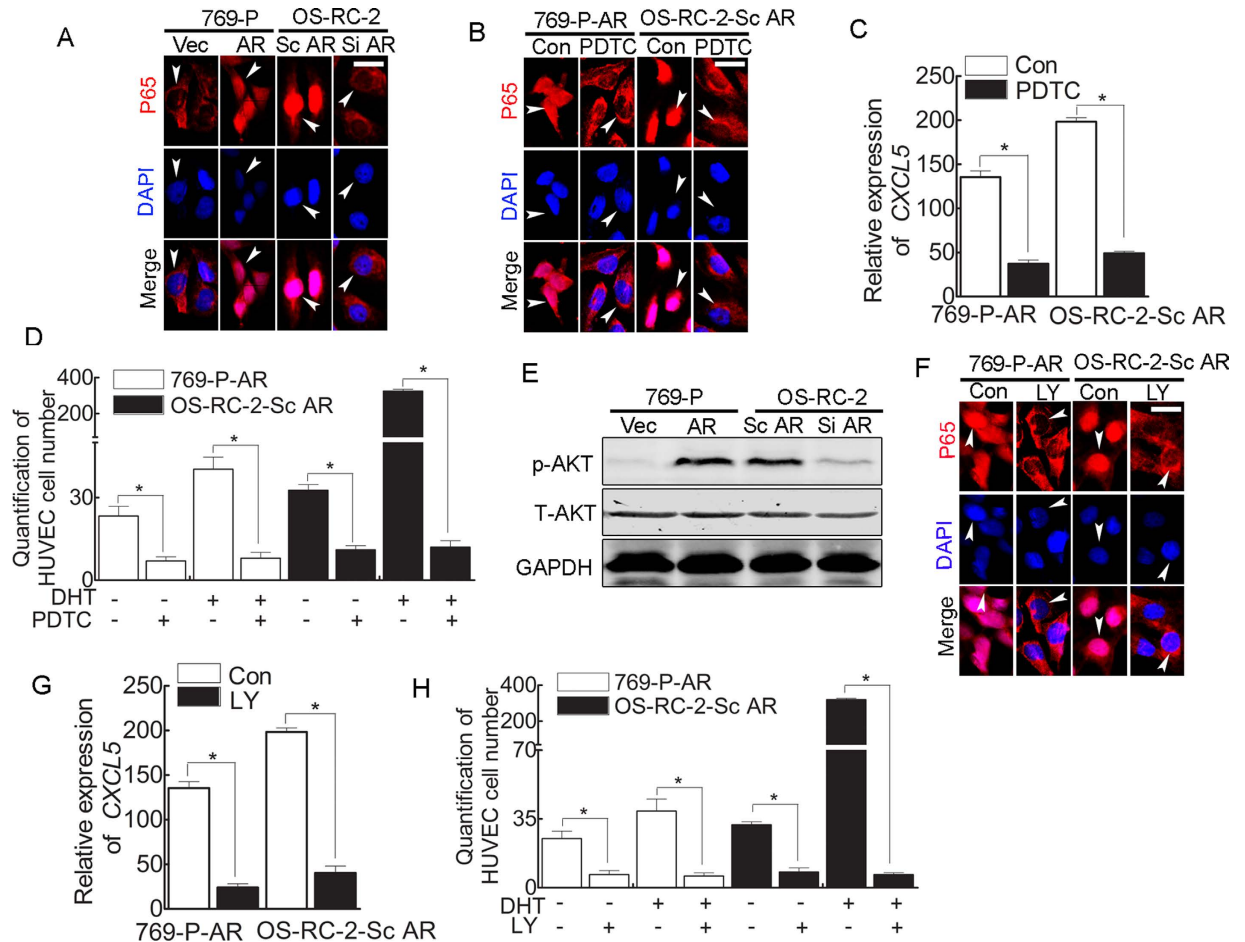 A
769-P
OS-RC-2
Vec
AR
Sc AR
Si AR
P65
DAPI
Merge
B
769-P-AR
OS-RC-2-Sc AR
Con
PDTC
Con
PDTC
P65
DAPI
Merge
C
Con
PDTC
Relative expression
of CXCL5
250
200
150
100
50
0
*
*
769-P-AR
OS-RC-2-Sc AR
D
769-P-AR
OS-RC-2-Sc AR
Quantification of
HUVEC cell number
400
300
30
0
*
*
*
*
DHT - - + + - - + +
PDTC - + - + - + - +
E
769-P
OS-RC-2
Vec
AR
Sc AR
Si AR
p-AKT
T-AKT
GAPDH
F
769-P-AR
OS-RC-2-Sc AR
Con
LY
Con
LY
P65
DAPI
Merge
G
Con
LY
Relative expression
of CXCL5
250
200
150
100
50
0
*
*
769-P-AR
OS-RC-2-Sc AR
H
769-P-AR
OS-RC-2-Sc AR
Quantification of
HUVEC cell number
400
300
70
35
0
*
*
*
*
DHT - - + + - - + +
LY - + - + - + - +